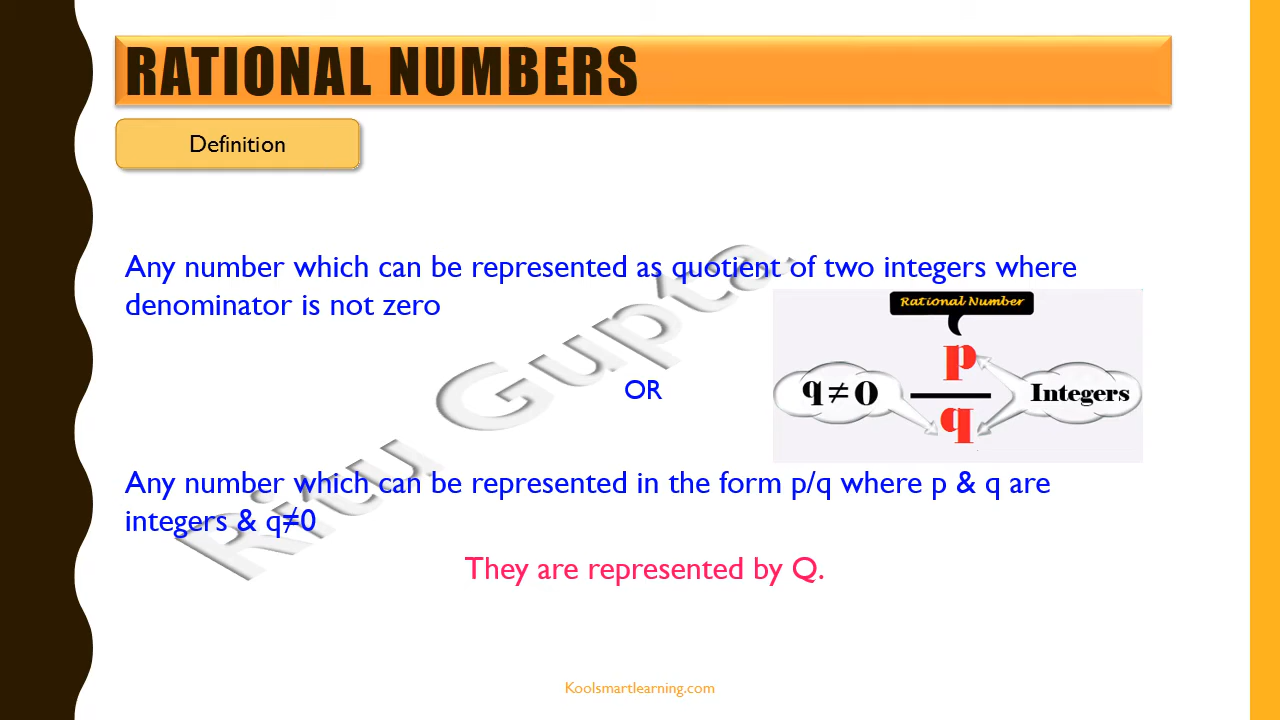 RATIONAL NUMBERS
Definition
Any number which can be represented as quotient of two integers where
denominator is not zero
Rational Number
p
q ≠ 0
Integers
q
OR
Any number which can be represented in the form p/q where p & q are
integers & q≠0
They are represented by Q.
Ritu Gupta.
Koolsmartlearning.com